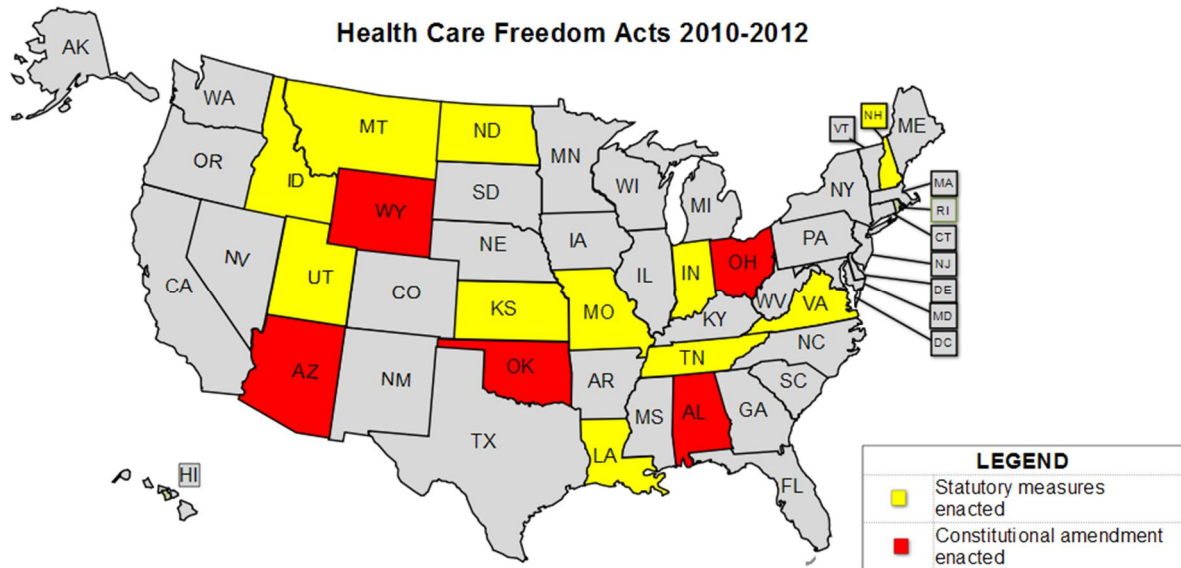 Health Care Freedom Acts 2010-2012
AK
WA
MT
ND
MN
VT
NH
ME
OR
ID
SD
WI
MI
NY
MA
WY
RI
NE
IA
PA
CT
NV
UT
IL
IN
OH
NJ
CA
CO
DE
KS
MO
WV
VA
MD
KY
DC
TN
NC
AZ
NM
OK
AR
SC
MS
AL
GA
TX
LA
HI
FL
LEGEND
Statutory measures
enacted
Constitutional amendment
enacted